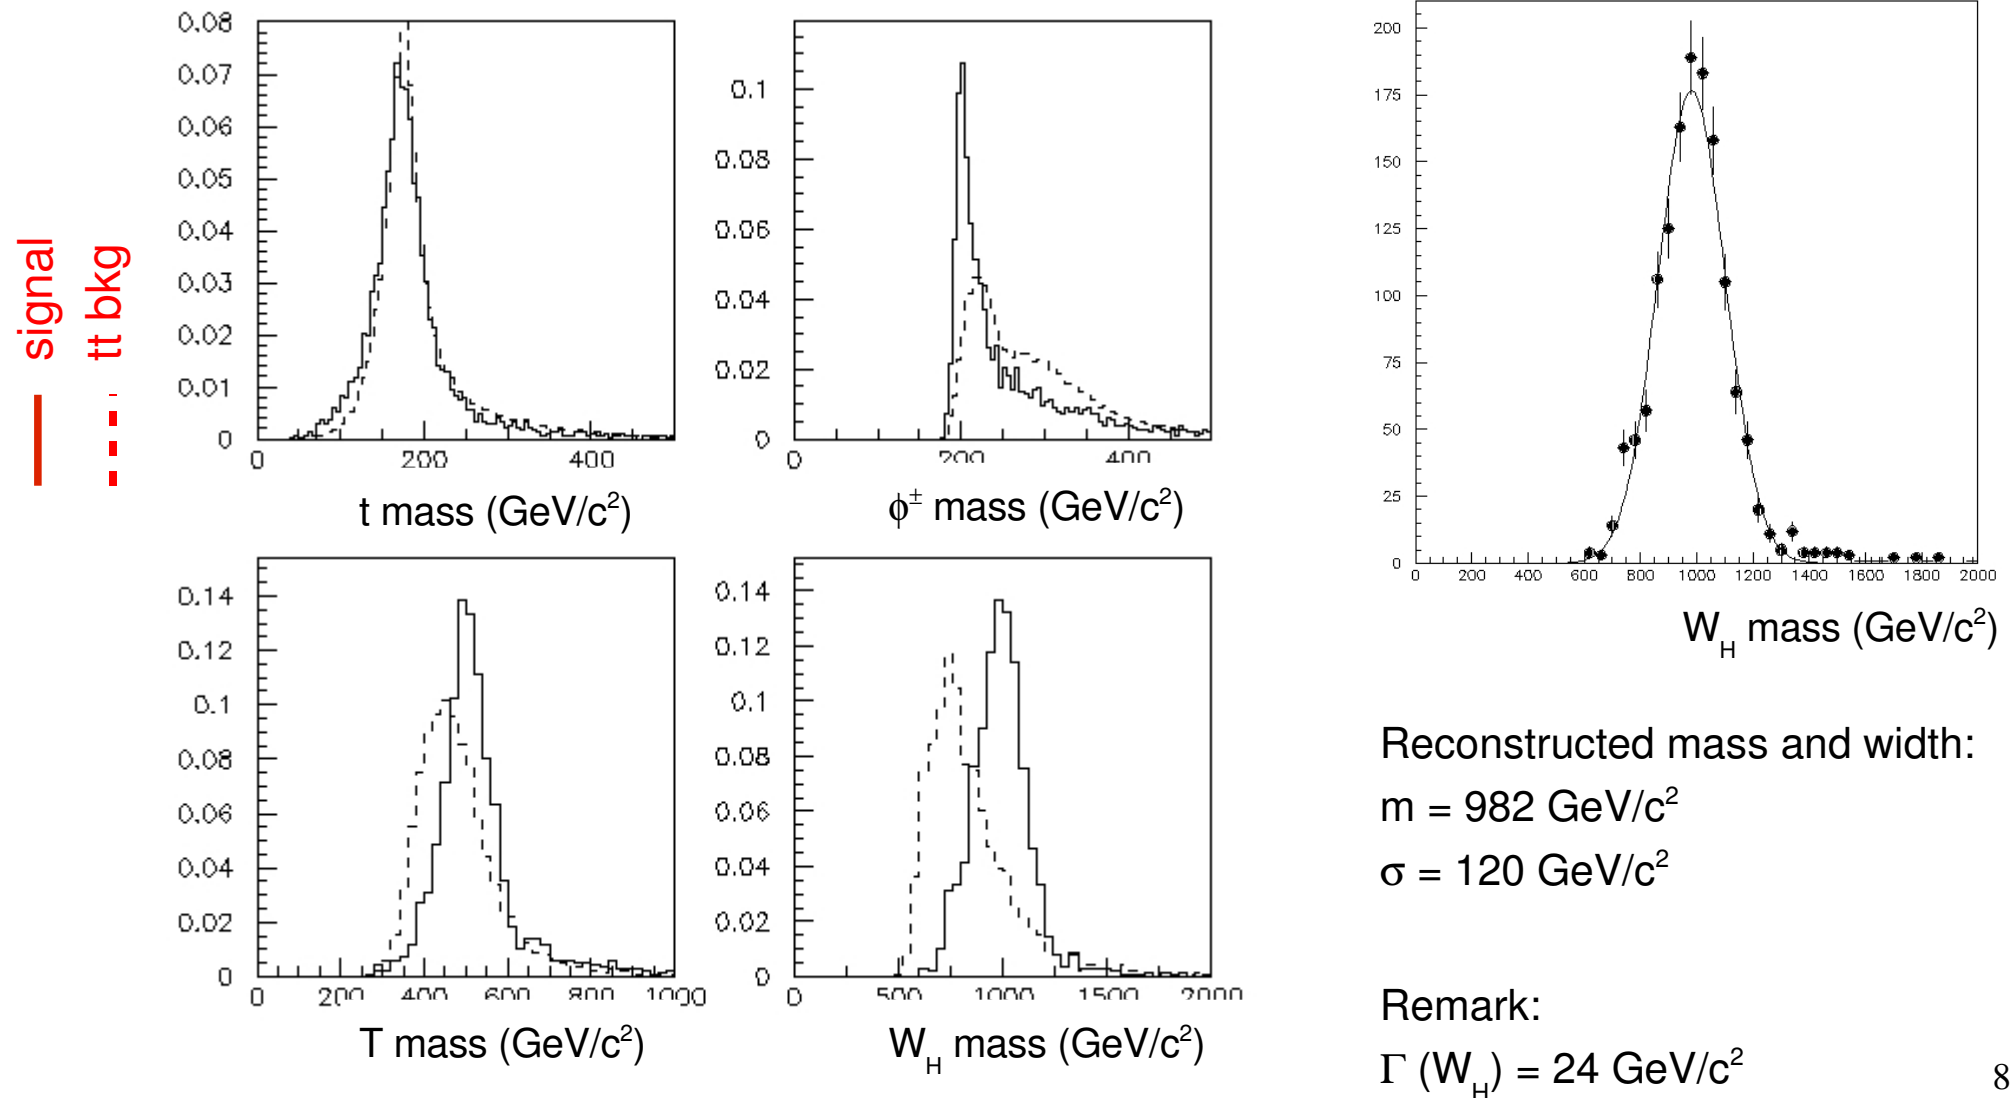 signal
tt bkg
0.08
0.07
0.06
0.05
0.04
0.03
0.02
0.01
0
0 200 400
t mass (GeV/c²)
0.1
0.08
0.06
0.04
0.02
0
0 200 400
ϕ± mass (GeV/c²)
0.14
0.12
0.1
0.08
0.06
0.04
0.02
0
0 200 400 600 800 1000
T mass (GeV/c²)
0.14
0.12
0.1
0.08
0.06
0.04
0.02
0
0 500 1000 1500 2000
W_H mass (GeV/c²)
200
175
150
125
100
75
50
25
0
0 200 400 600 800 1000 1200 1400 1600 1800 2000
W_H mass (GeV/c²)
Reconstructed mass and width:
m = 982 GeV/c²
σ = 120 GeV/c²
Remark:
Γ (W_H) = 24 GeV/c²
8